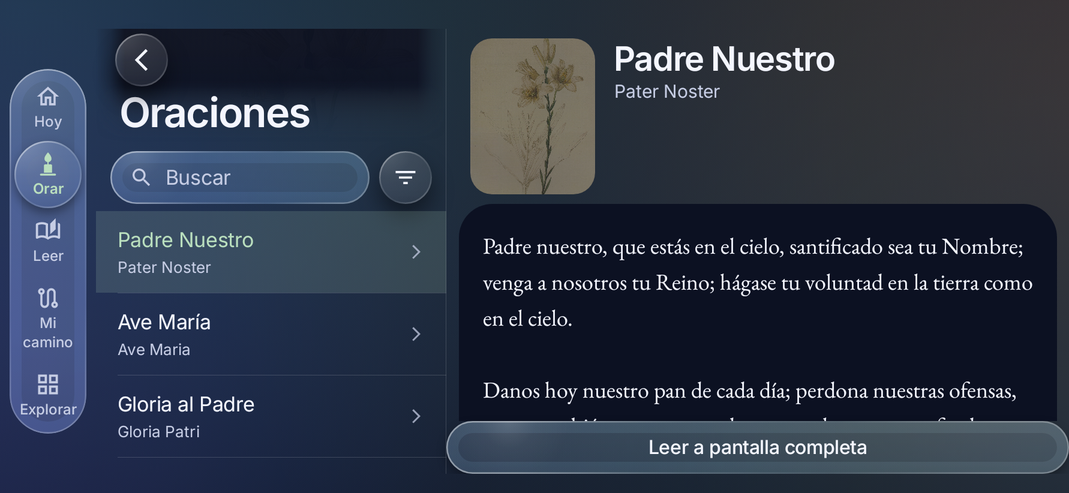 Hoy
Orar
Leer
Mi
camino
Explorar
Oraciones
Buscar
Padre Nuestro
Pater Noster
Ave María
Ave Maria
Gloria al Padre
Gloria Patri
Padre Nuestro
Pater Noster
Padre nuestro, que estás en el cielo, santificado sea tu Nombre;
venga a nosotros tu Reino; hágase tu voluntad en la tierra como
en el cielo.
Danos hoy nuestro pan de cada día; perdona nuestras ofensas,
Leer a pantalla completa